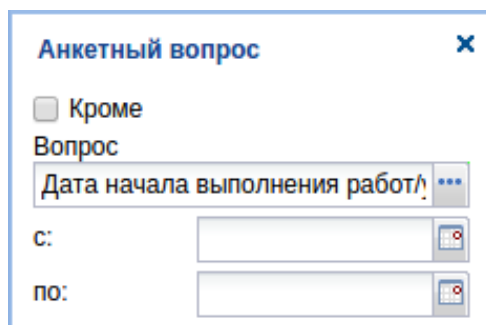 Анкетный вопрос
Кроме
Вопрос
Дата начала выполнения работ/
с:
по: